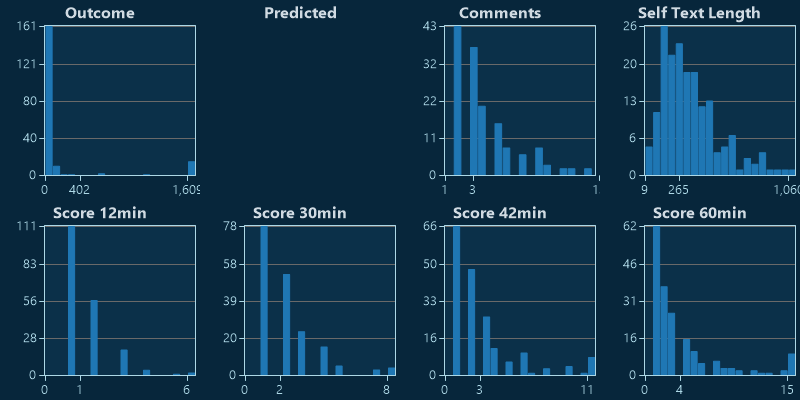 Outcome
161
121
80
40
0
0 402 1,609
Predicted
Comments
43
32
22
11
0
1 3 1
Self Text Length
26
20
13
6
0
9 265 1,060
Score 12min
111
83
56
28
0
0 1 6
Score 30min
78
58
39
20
0
0 2 8
Score 42min
66
50
33
16
0
0 3 11
Score 60min
62
46
31
16
0
0 4 15